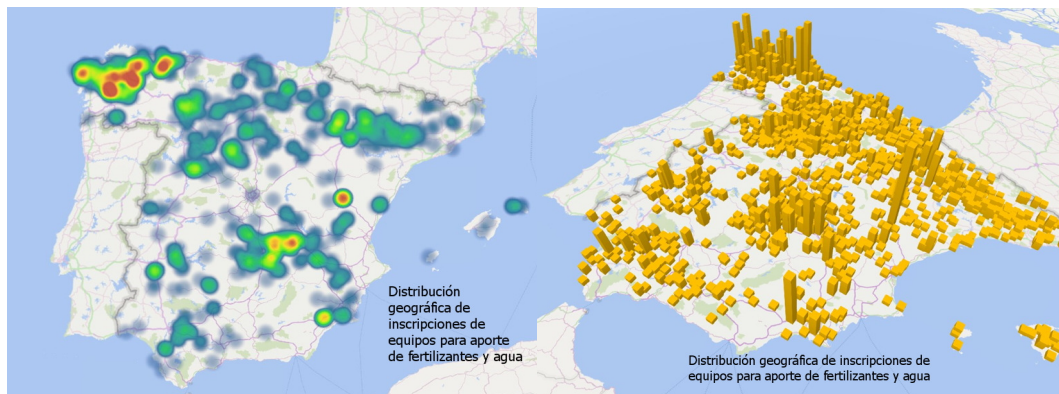 Distribución
geográfica de
inscripciones de
equipos para aporte
de fertilizantes y agua
Distribución geográfica de inscripciones de
equipos para aporte de fertilizantes y agua